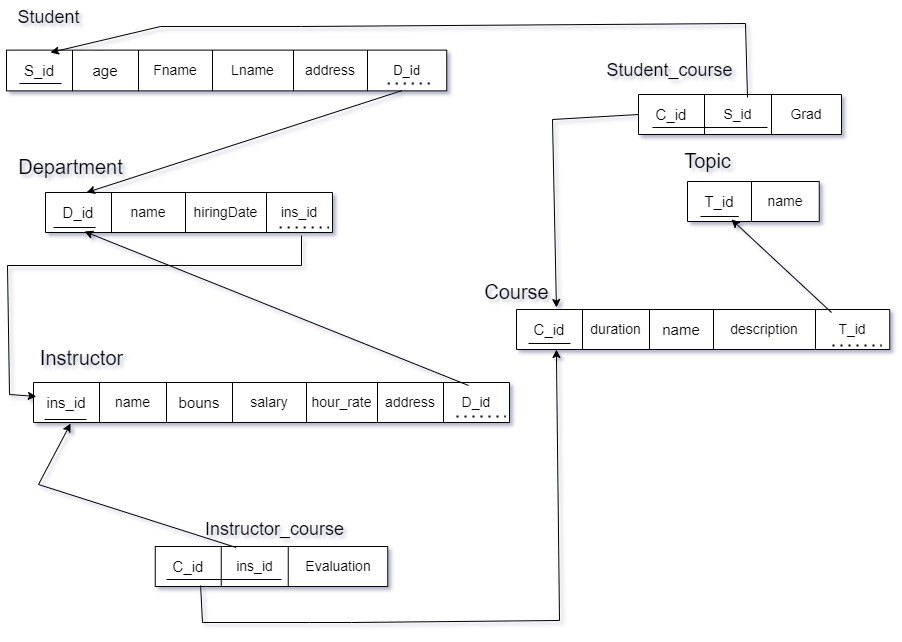 Student
S_id age Fname Lname address D_id
Student_course
C_id S_id Grad
Department
D_id name hiringDate ins_id
Topic
T_id name
Course
C_id duration name description T_id
Instructor
ins_id name bouns salary hour_rate address D_id
Instructor_course
C_id ins_id Evaluation